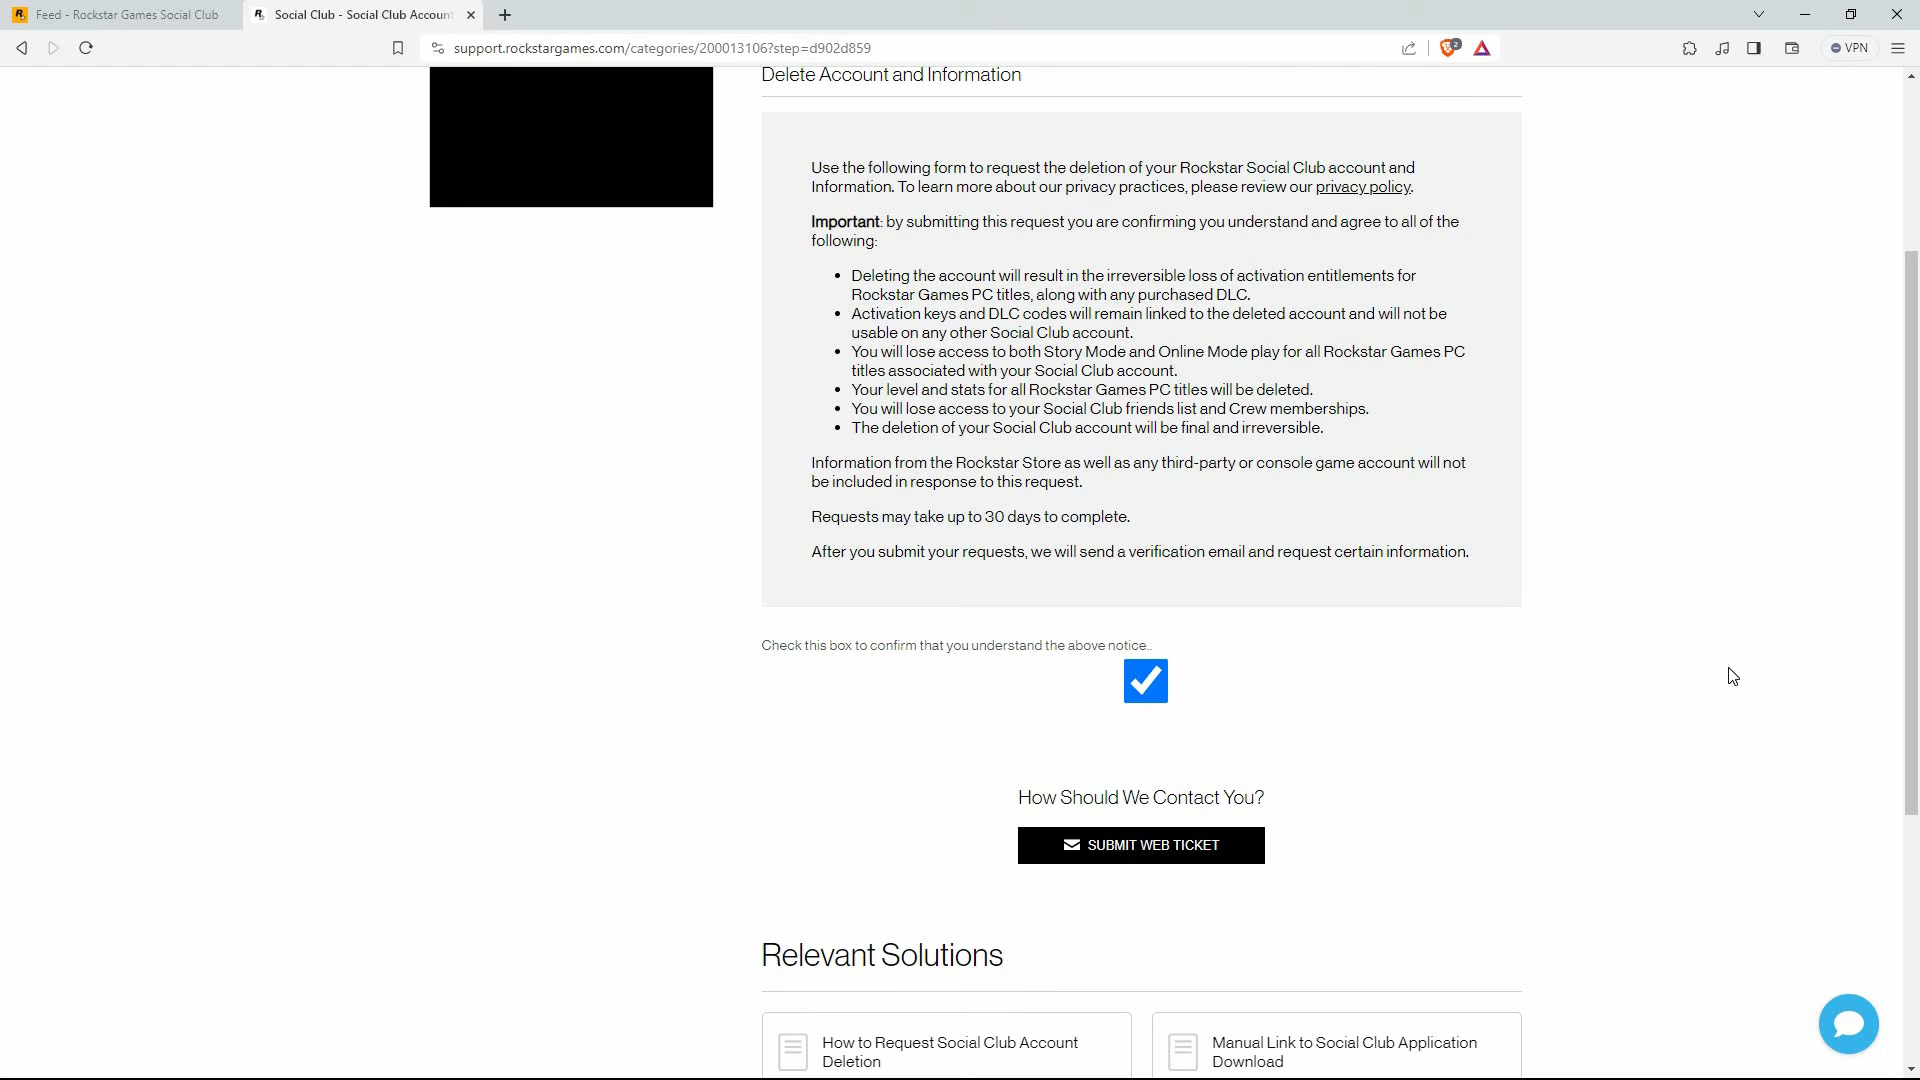 Feed - Rockstar Games Social Club
Social Club - Social Club Accoun
support.rockstargames.com/categories/200013106?step=d902d859
2
VPN
Delete Account and Information
Use the following form to request the deletion of your Rockstar Social Club account and
Information. To learn more about our privacy practices, please review our privacy policy.
Important: by submitting this request you are confirming you understand and agree to all of the
following:
• Deleting the account will result in the irreversible loss of activation entitlements for
Rockstar Games PC titles, along with any purchased DLC.
• Activation keys and DLC codes will remain linked to the deleted account and will not be
usable on any other Social Club account.
• You will lose access to both Story Mode and Online Mode play for all Rockstar Games PC
titles associated with your Social Club account.
• Your level and stats for all Rockstar Games PC titles will be deleted.
• You will lose access to your Social Club friends list and Crew memberships.
• The deletion of your Social Club account will be final and irreversible.
Information from the Rockstar Store as well as any third-party or console game account will not
be included in response to this request.
Requests may take up to 30 days to complete.
After you submit your requests, we will send a verification email and request certain information.
Check this box to confirm that you understand the above notice..
How Should We Contact You?
SUBMIT WEB TICKET
Relevant Solutions
How to Request Social Club Account
Deletion
Manual Link to Social Club Application
Download